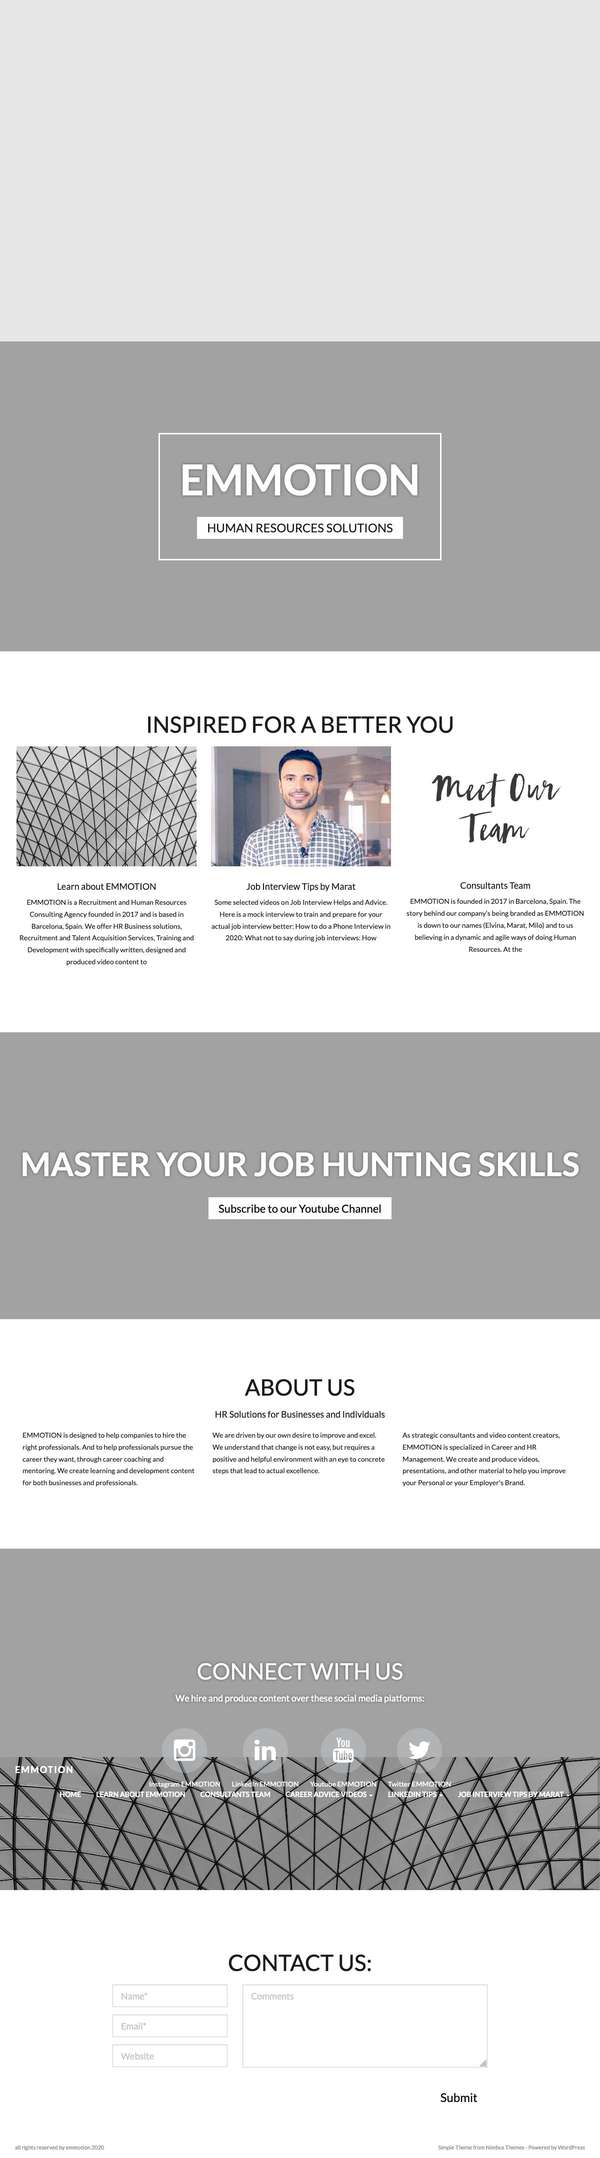 EMMOTION
HUMAN RESOURCES SOLUTIONS
INSPIRED FOR A BETTER YOU
Meet Our
Team
Learn about EMMOTION
EMMOTION is a Recruitment and Human Resources
Consulting Agency founded in 2017 and is based in
Barcelona, Spain. We offer HR Business solutions,
Recruitment and Talent Acquisition Services, Training and
Development with specifically written, designed and
produced video content to
Job Interview Tips by Marat
Some selected videos on Job Interview Helps and Advice.
Here is a mock interview to train and prepare for your
actual job interview better: How to do a Phone Interview in
2020: What not to say during job interviews: How
Consultants Team
EMMOTION is founded in 2017 in Barcelona, Spain. The
story behind our company's being branded as EMMOTION
is down to our names (Elvina, Marat, Milo) and to us
believing in a dynamic and agile ways of doing Human
Resources. At the
MASTER YOUR JOB HUNTING SKILLS
Subscribe to our Youtube Channel
ABOUT US
HR Solutions for Businesses and Individuals
EMMOTION is designed to help companies to hire the
right professionals. And to help professionals pursue the
career they want, through career coaching and
mentoring. We create learning and development content
for both businesses and professionals.
We are driven by our own desire to improve and excel.
We understand that change is not easy, but requires a
positive and helpful environment with an eye to concrete
steps that lead to actual excellence.
As strategic consultants and video content creators,
EMMOTION is specialized in Career and HR
Management. We create and produce videos,
presentations, and other material to help you improve
your Personal or your Employer's Brand.
CONNECT WITH US
We hire and produce content over these social media platforms:
in
You
Tube
EMMOTION
Instagram EMMOTION
Linked In EMMOTION
Youtube EMMOTION
Twitter EMMOTION
HOME
LEARN ABOUT EMMOTION
CONSULTANTS TEAM
CAREER ADVICE VIDEOS
LINKEDIN TIPS
JOB INTERVIEW TIPS BY MARAT
CONTACT US:
Name*
Email*
Website
Comments
Submit
all rights reserved by emmotion 2020
Simple Theme from Nimbus Themes - Powered by WordPress